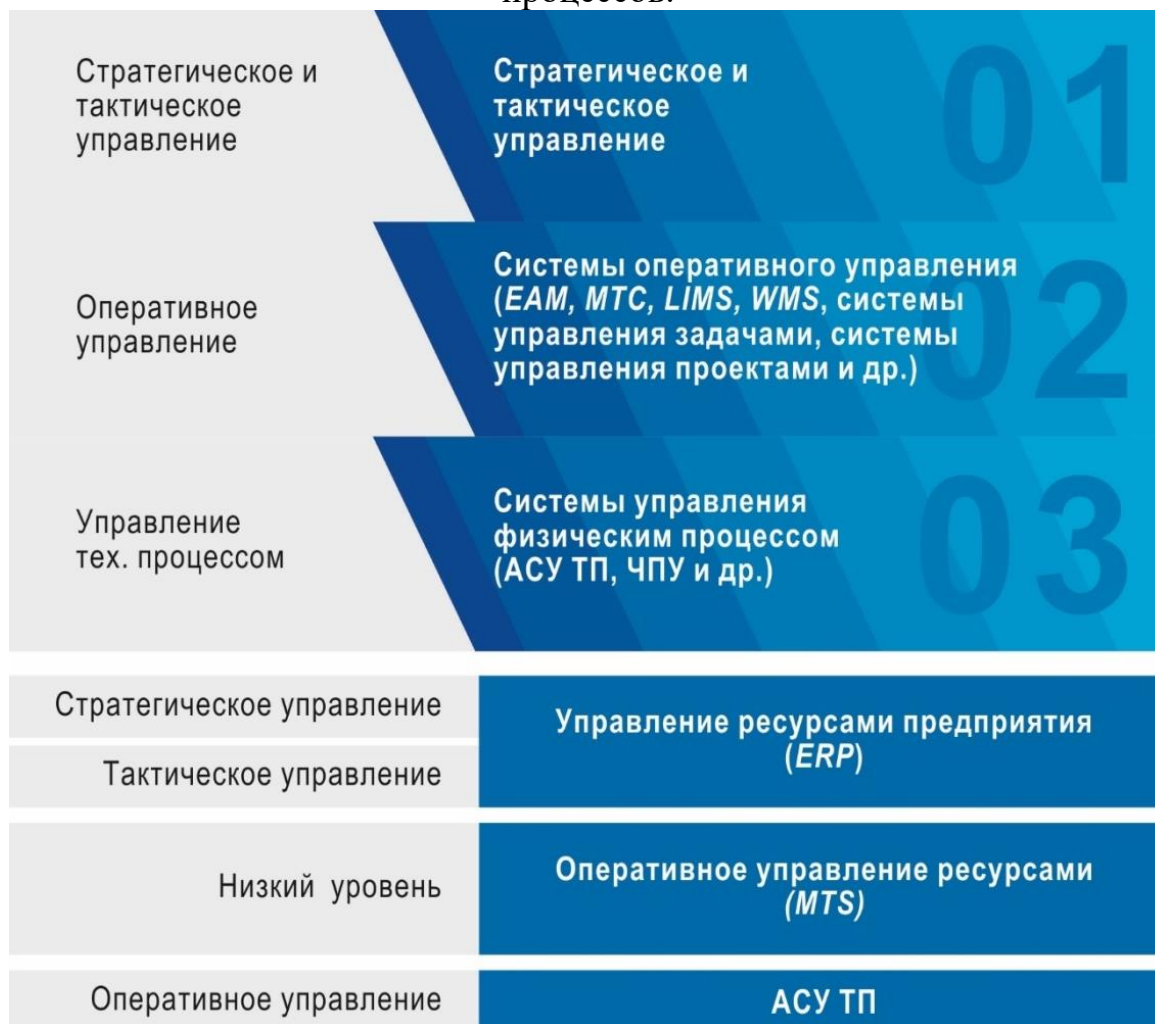 процессов.
Стратегическое и
тактическое
управление
Стратегическое и
тактическое
управление
01
Оперативное
управление
Системы оперативного управления
(EAM, МТС, LIMS, WMS, системы
управления задачами, системы
управления проектами и др.)
02
Управление
тех. процессом
Системы управления
физическим процессом
(АСУ ТП, ЧПУ и др.)
03
Стратегическое управление
Тактическое управление
Управление ресурсами предприятия
(ERP)
Низкий уровень
Оперативное управление ресурсами
(MTS)
Оперативное управление
АСУ ТП